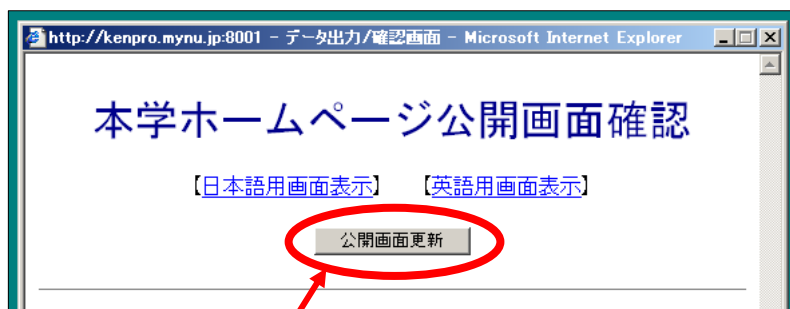 http://kenpro.mynu.jp:8001 - データ出力/確認画面 - Microsoft Internet Explorer
本学ホームページ公開画面確認
【日本語用画面表示】 【英語用画面表示】
公開画面更新